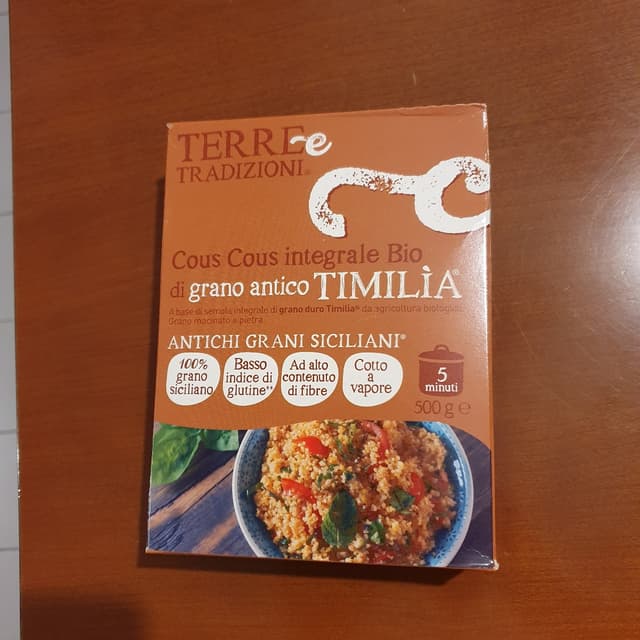 TERRE e
TRADIZIONI®
Cous Cous integrale Bio
di grano antico TIMILÌA®
A base di semola integrale di grano duro Timilia® da agricoltura biologica.
Grano macinato a pietra.
ANTICHI GRANI SICILIANI®
100%
grano
siciliano
Basso
indice di
glutine**
Ad alto
contenuto
di fibre
Cotto
a
vapore
5
minuti
500 g e